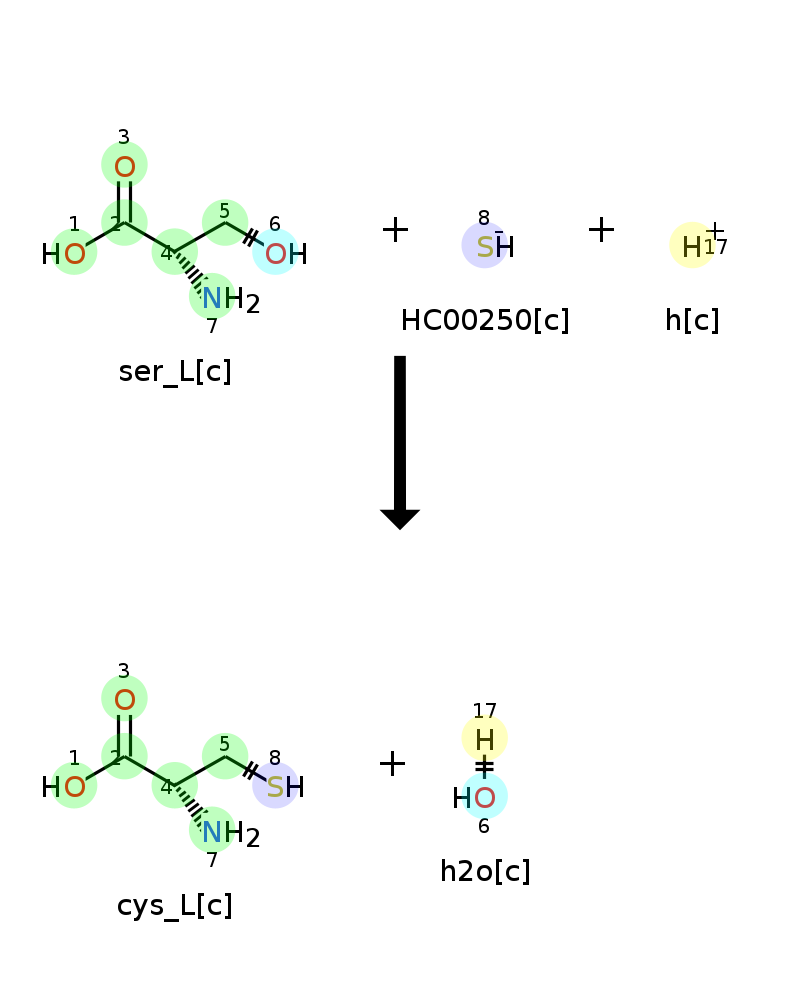 3
1 2 4 5 6
HO OH
O
NH2
7
ser_L[c]
+
8
SH-
HC00250[c]
+
H+
17
h[c]
3
O
1 2 4 5 8
HO SH
NH2
7
cys_L[c]
+
17
H
HO
6
h2o[c]